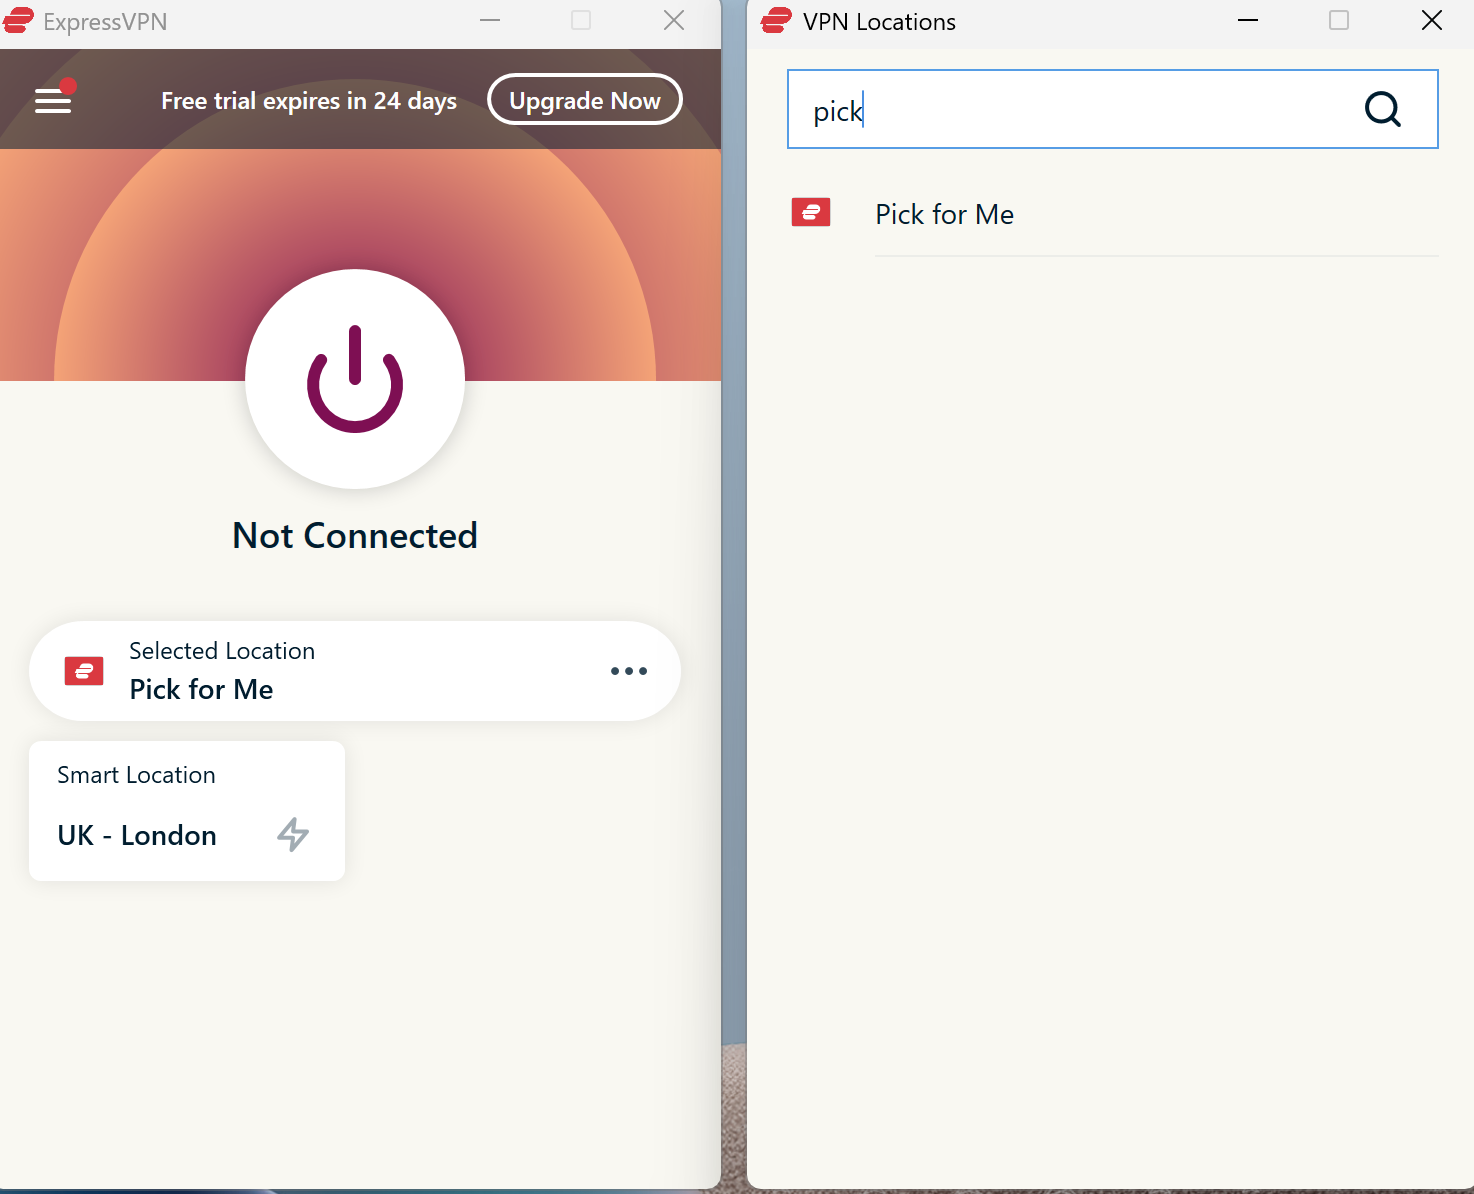 ExpressVPN
Free trial expires in 24 days
Upgrade Now
Not Connected
Selected Location
Pick for Me
Smart Location
UK - London
VPN Locations
pick
Pick for Me